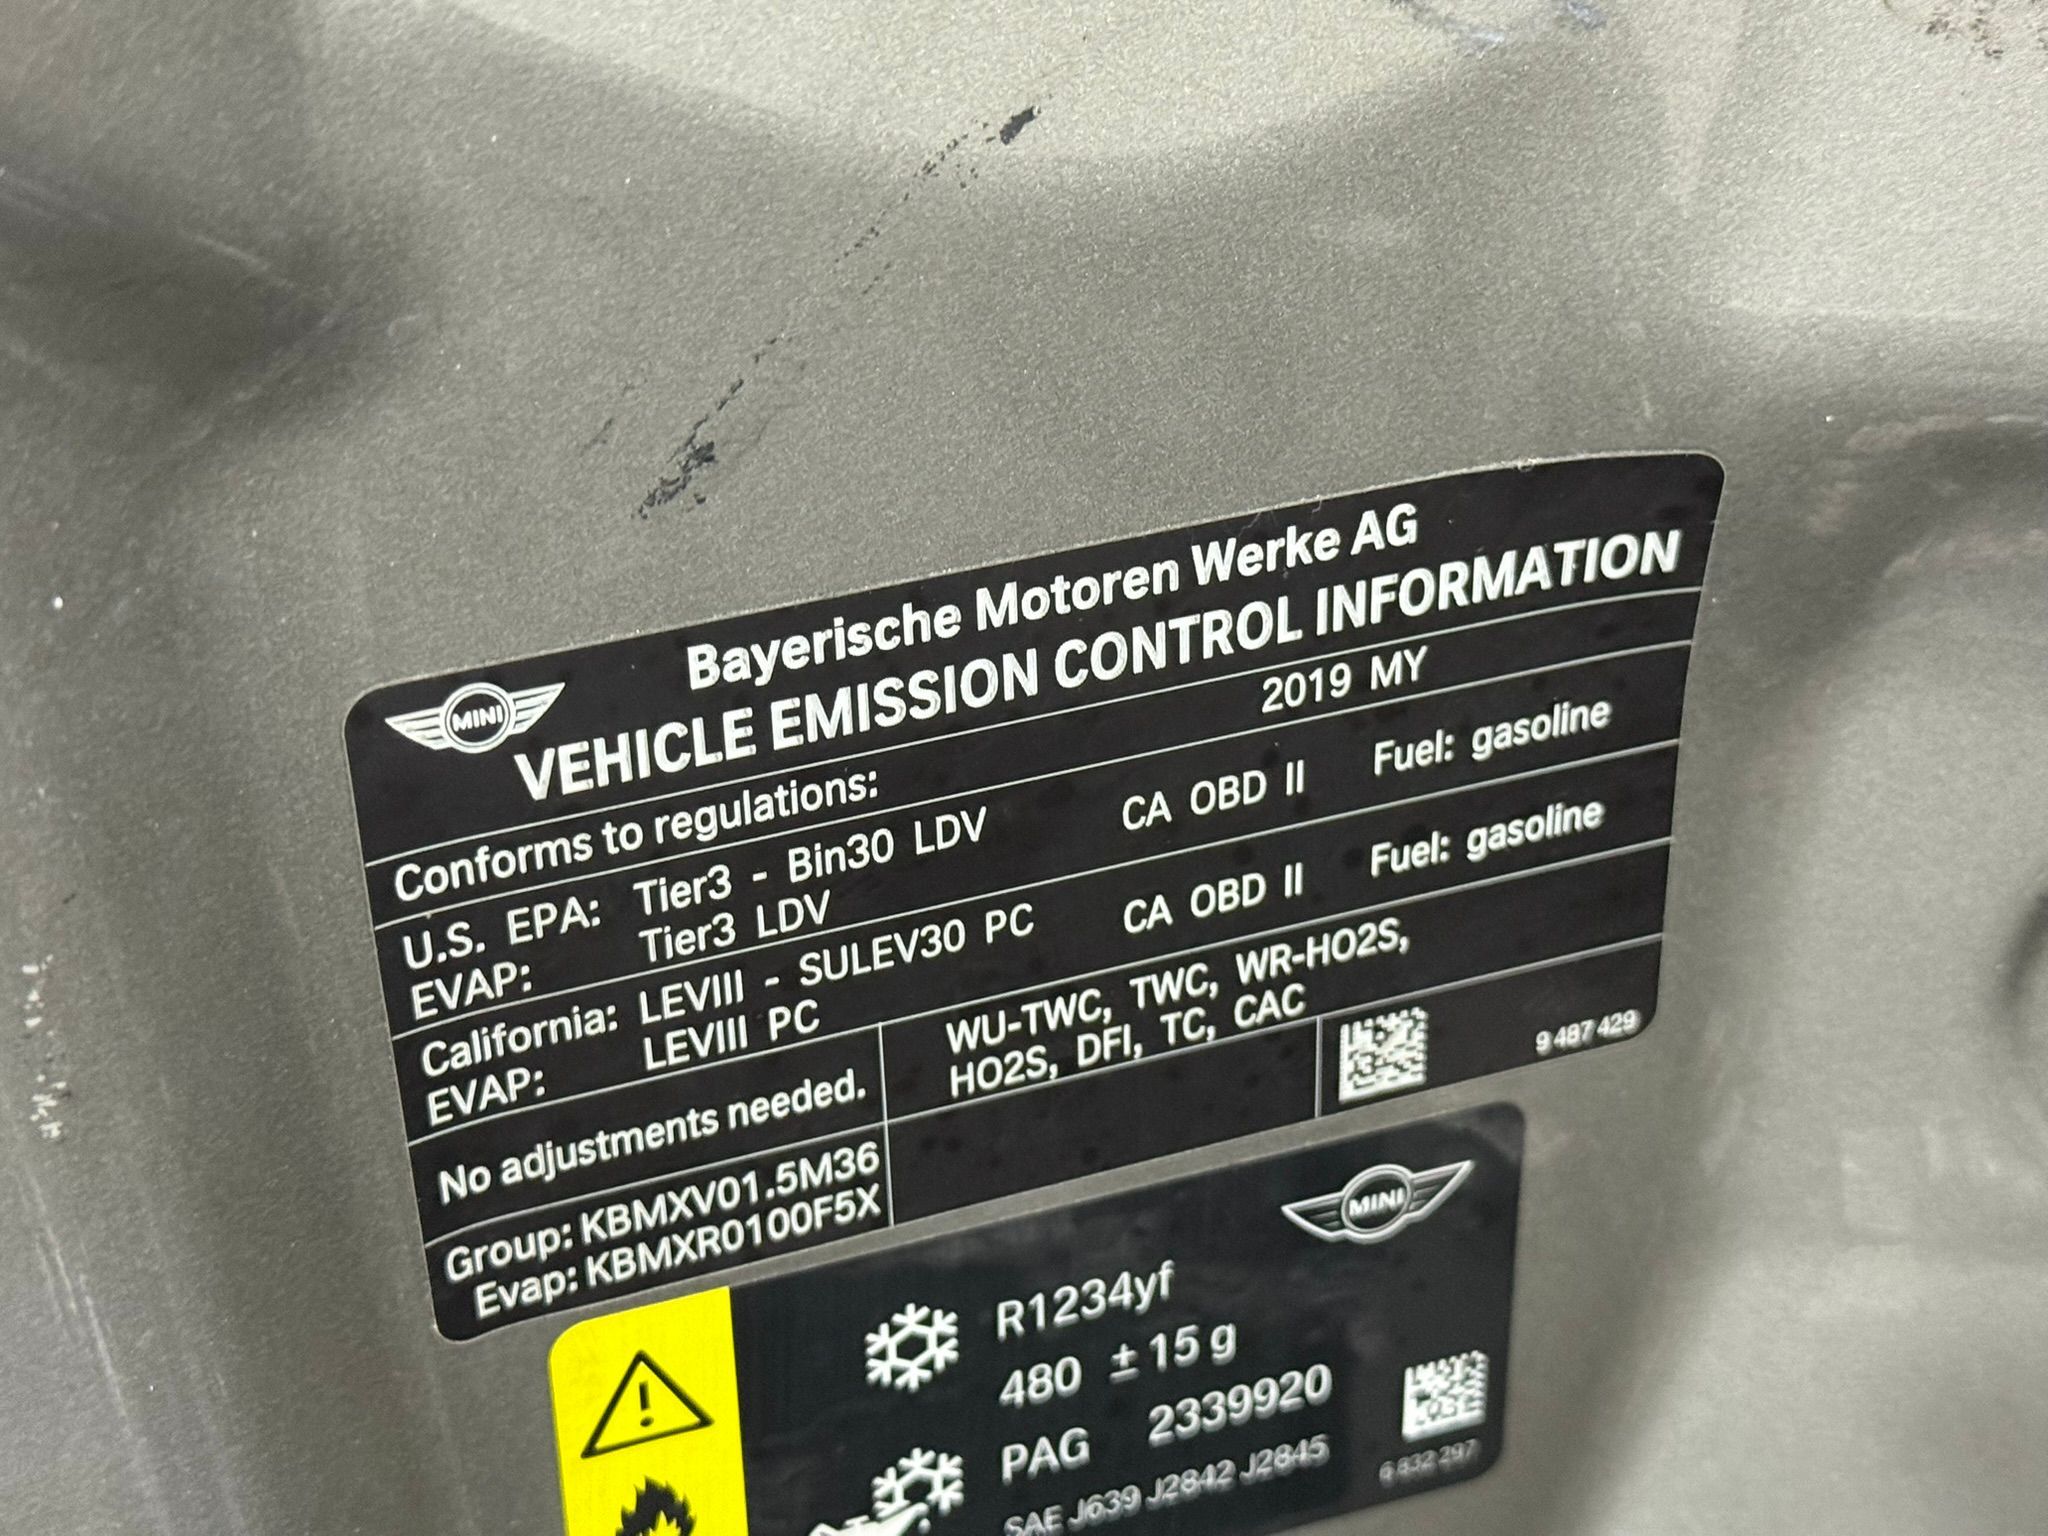 Bayerische Motoren Werke AG
MINI
VEHICLE EMISSION CONTROL INFORMATION
Conforms to regulations: 2019 MY
U.S. EPA: Tier3 - Bin30 LDV CA OBD II Fuel: gasoline
EVAP: Tier3 LDV
California: LEVIII - SULEV30 PC CA OBD II Fuel: gasoline
EVAP: LEVIII PC
No adjustments needed.
WU-TWC, TWC, WR-HO2S,
HO2S, DFI, TC, CAC
Group: KBMXV01.5M36
Evap: KBMXR0100F5X
9 487 429
MINI
R1234yf
480 ± 15 g
PAG 2339920
SAE J639 J2842 J2845
6 832 297